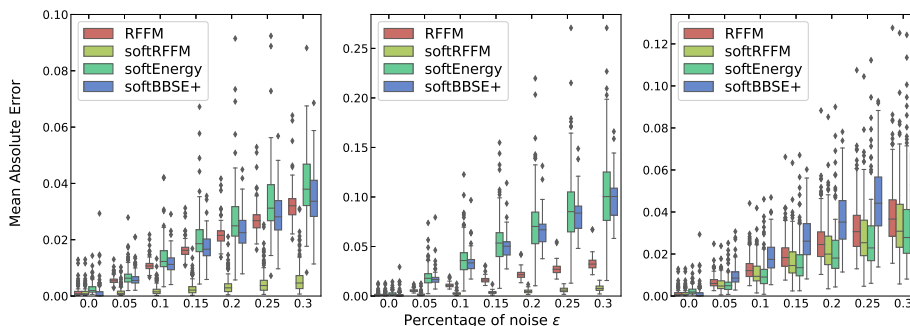 RFFM
softRFFM
softEnergy
softBBSE+
Mean Absolute Error
0.10
0.08
0.06
0.04
0.02
0.00
0.0 0.05 0.1 0.15 0.2 0.25 0.3
RFFM
softRFFM
softEnergy
softBBSE+
0.25
0.20
0.15
0.10
0.05
0.00
0.0 0.05 0.1 0.15 0.2 0.25 0.3
Percentage of noise ε
RFFM
softRFFM
softEnergy
softBBSE+
0.12
0.10
0.08
0.06
0.04
0.02
0.00
0.0 0.05 0.1 0.15 0.2 0.25 0.3